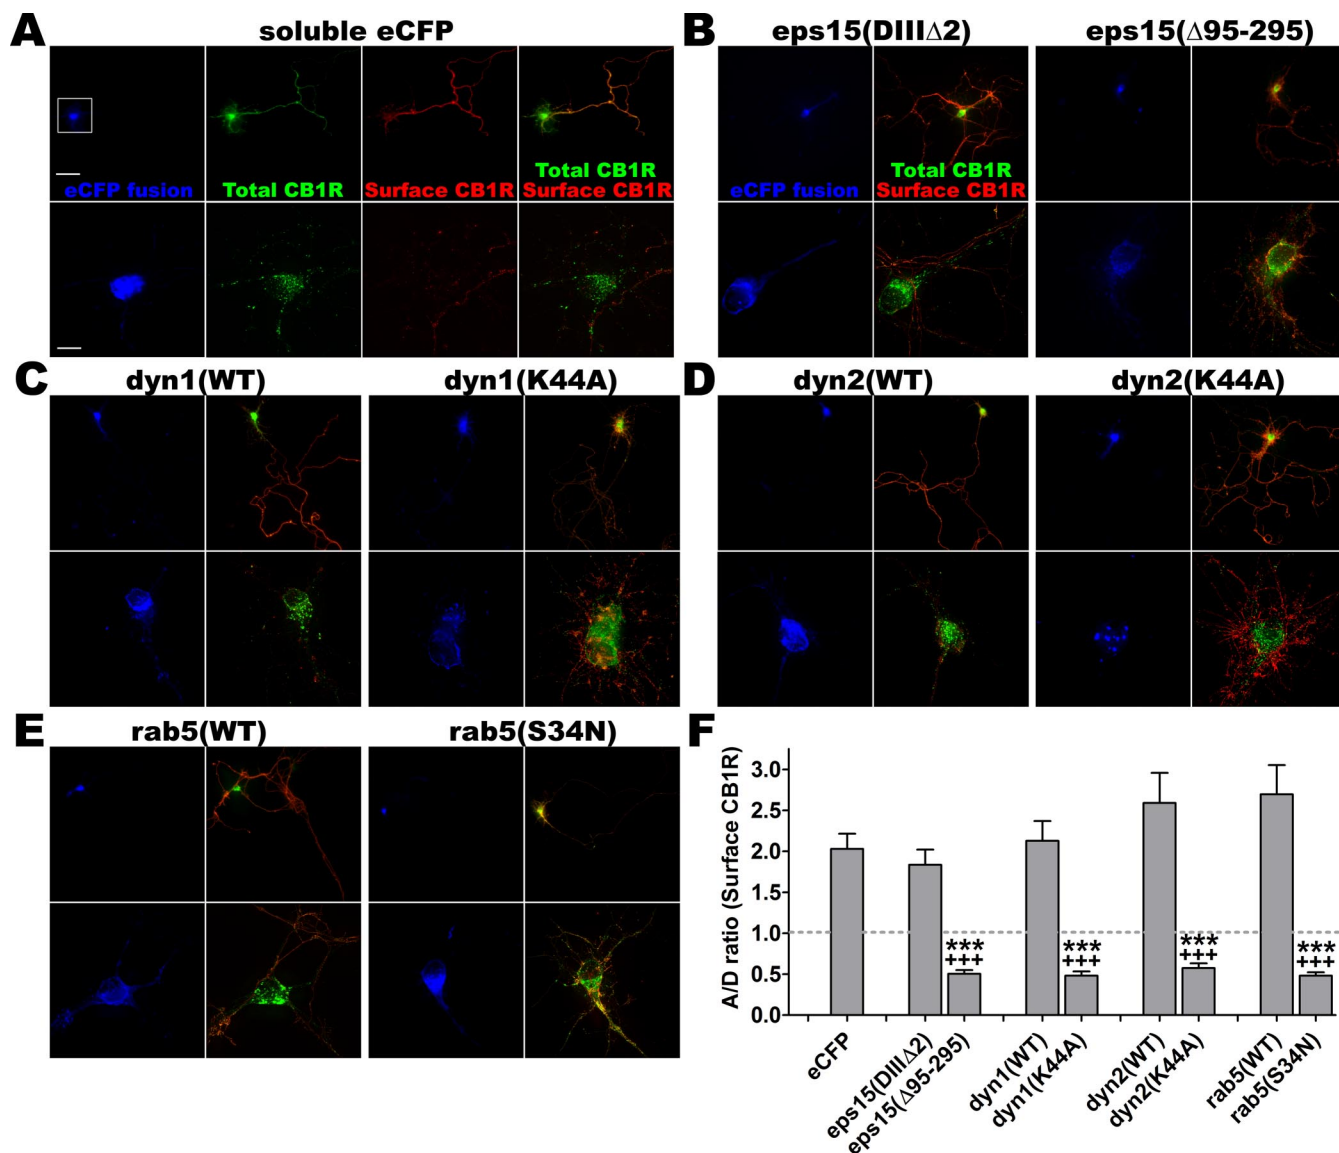 A
soluble eCFP
eCFP fusion
Total CB1R
Surface CB1R
Total CB1R
Surface CB1R
B
eps15(DIIIΔ2)
eps15(Δ95-295)
eCFP fusion
Total CB1R
Surface CB1R
C
dyn1(WT)
dyn1(K44A)
D
dyn2(WT)
dyn2(K44A)
E
rab5(WT)
rab5(S34N)
F
A/D ratio (Surface CB1R)
3.0
2.5
2.0
1.5
1.0
0.5
0.0
***
+++
***
+++
***
+++
***
+++
eCFP
eps15(DIIIΔ2)
eps15(Δ95-295)
dyn1(WT)
dyn1(K44A)
dyn2(WT)
dyn2(K44A)
rab5(WT)
rab5(S34N)